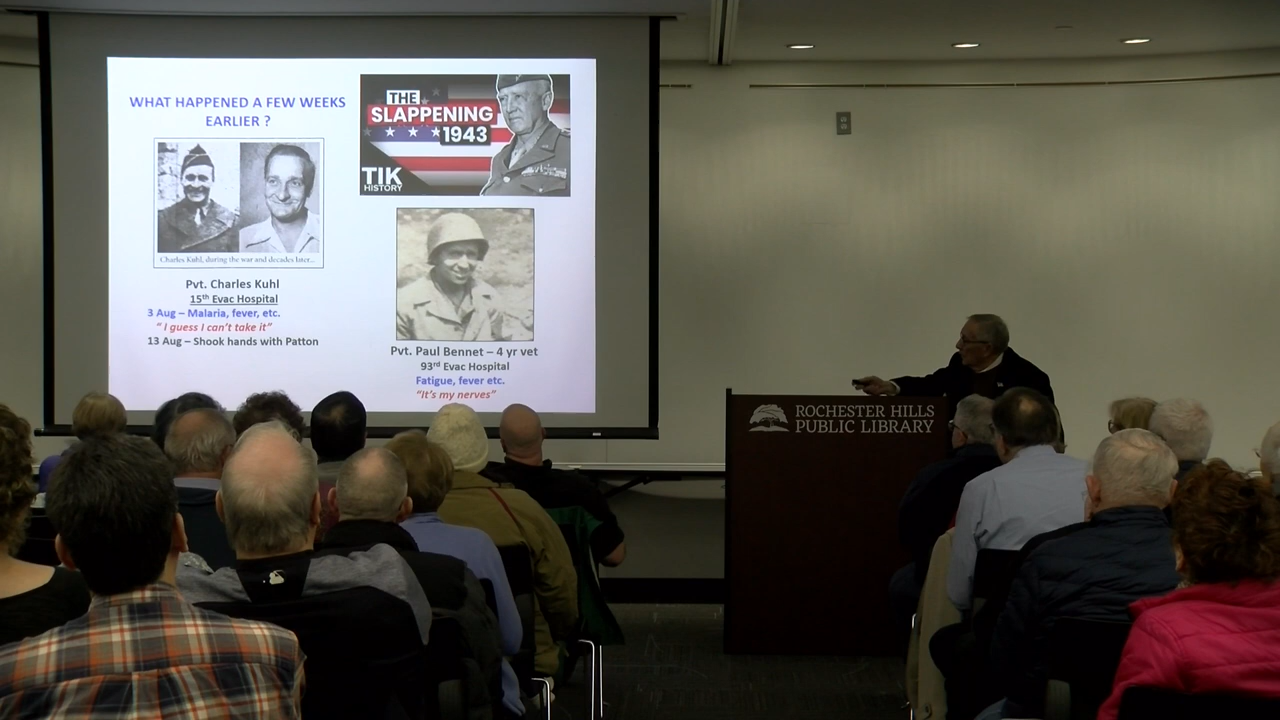 WHAT HAPPENED A FEW WEEKS
EARLIER ?
Charles Kuhl, during the war and decades later...
Pvt. Charles Kuhl
15th Evac Hospital
3 Aug – Malaria, fever, etc.
“ I guess I can’t take it”
13 Aug – Shook hands with Patton
THE
SLAPPENING
1943
TIK
HISTORY
Pvt. Paul Bennet – 4 yr vet
93rd Evac Hospital
Fatigue, fever etc.
“It’s my nerves”
ROCHESTER HILLS
PUBLIC LIBRARY